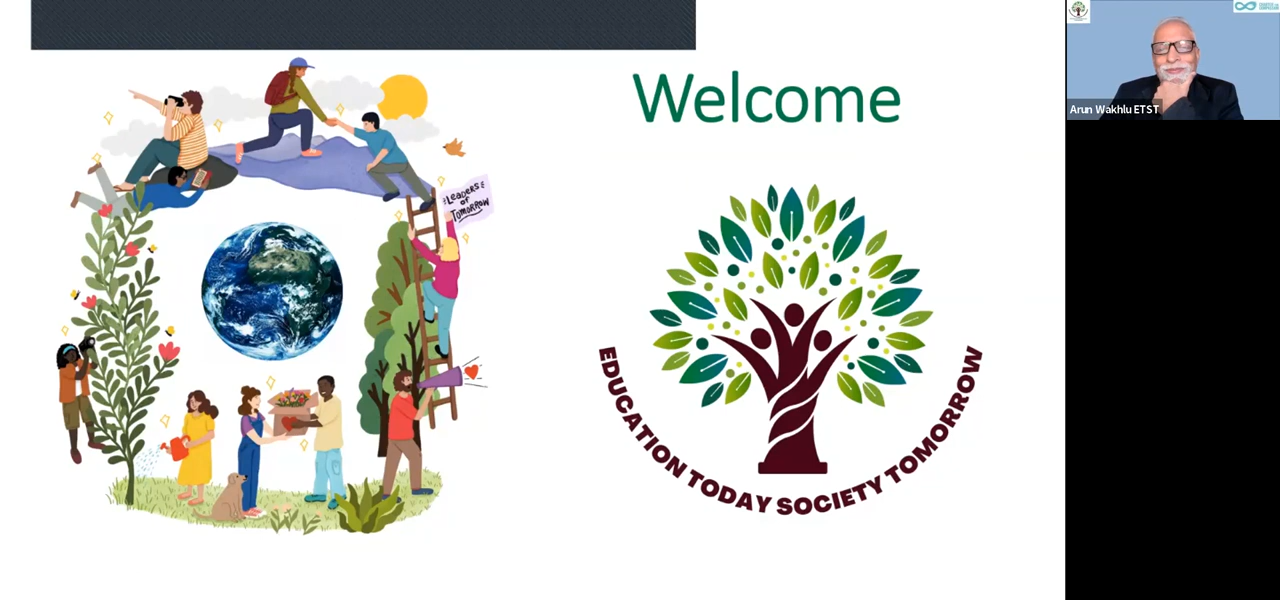 Welcome
LEADERS
OF
TOMORROW
EDUCATION TODAY SOCIETY TOMORROW
Arun Wakhlu ETST